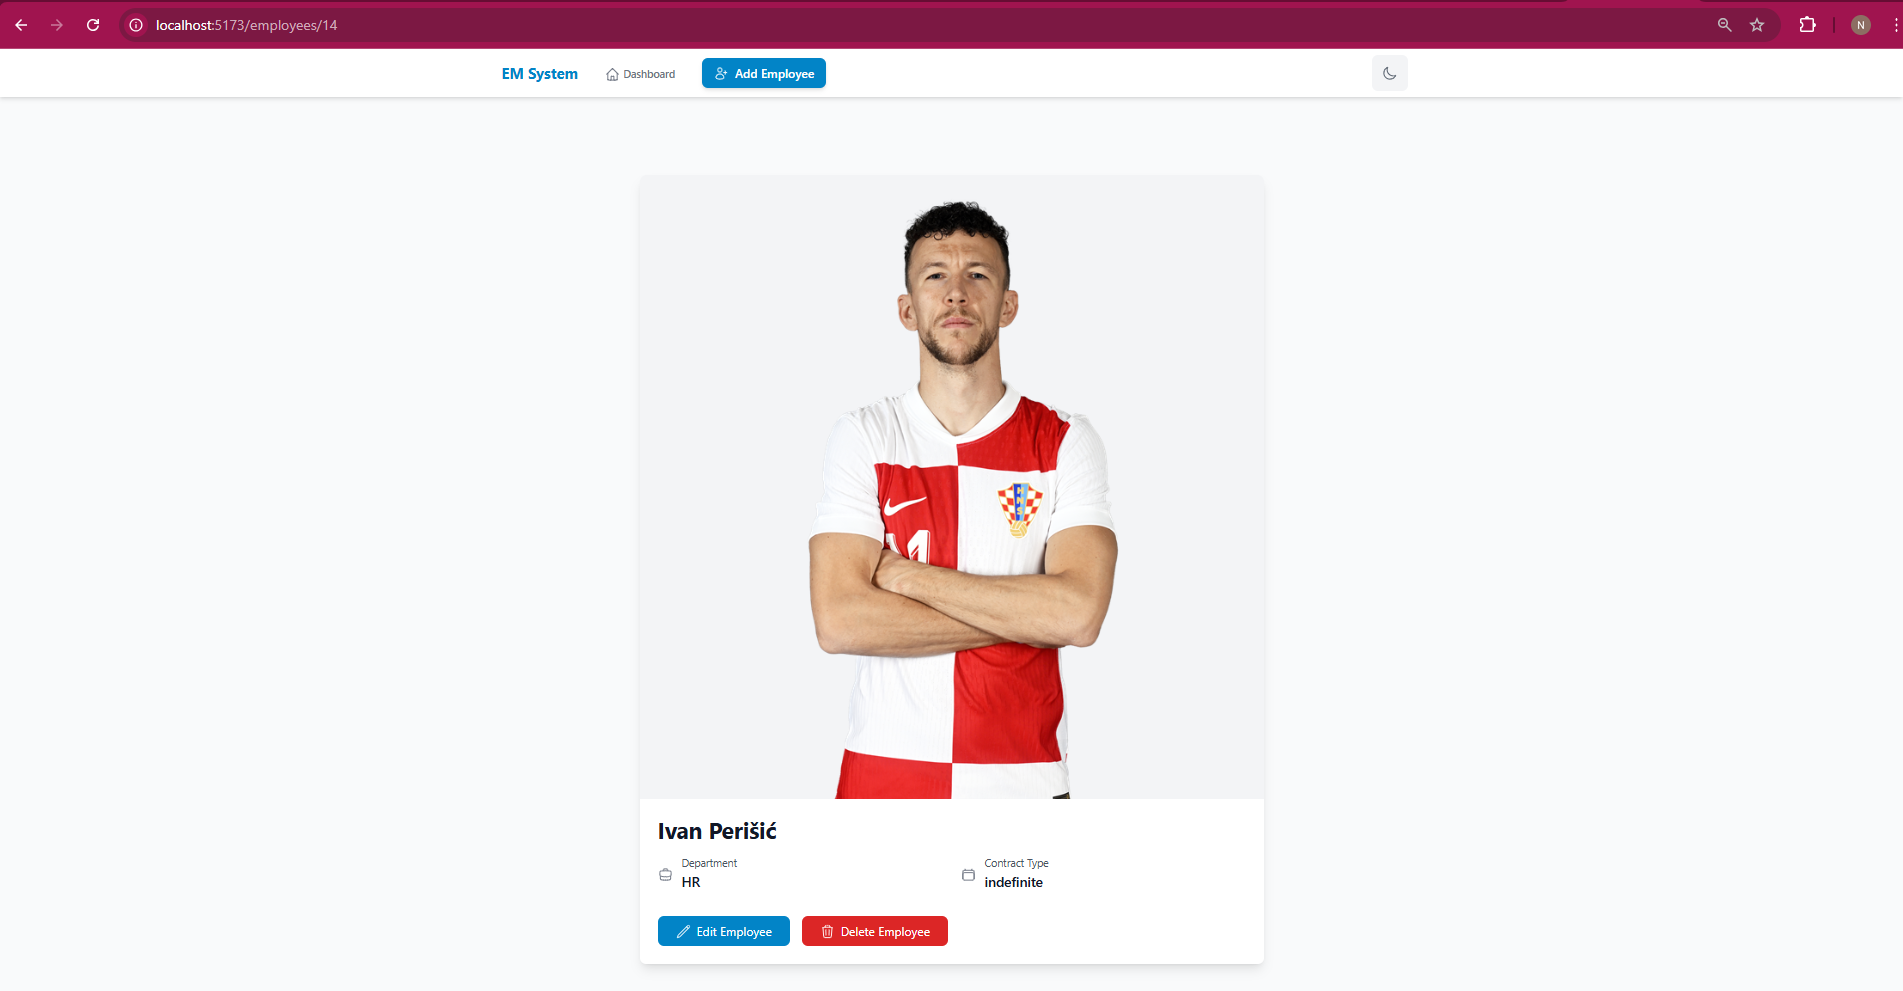 localhost:5173/employees/14
N
EM System
Dashboard
Add Employee
Ivan Perišić
Department
HR
Contract Type
indefinite
Edit Employee
Delete Employee